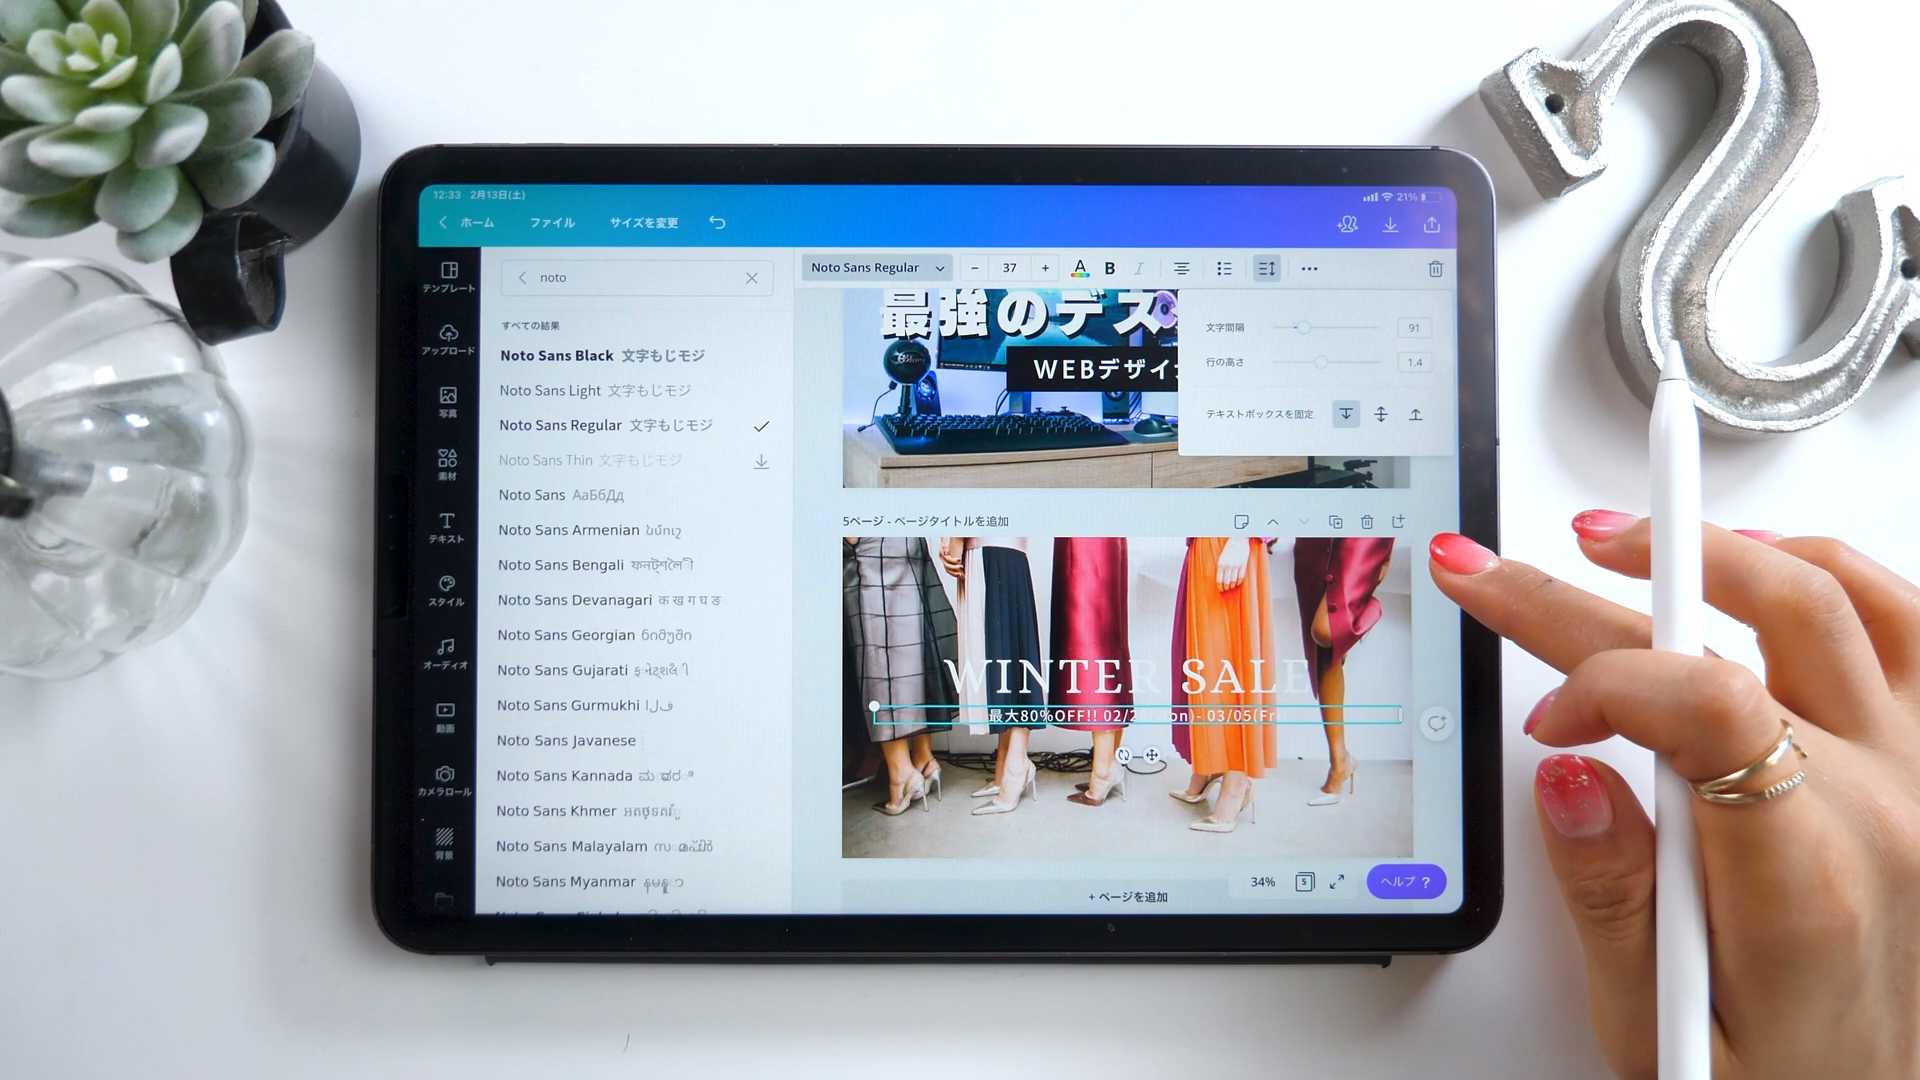 12:33 2月13日(土)
21%
ホーム ファイル サイズを変更
テンプレート
アップロード
写真
素材
テキスト
スタイル
オーディオ
動画
カメラロール
背景
noto
すべての結果
Noto Sans Black 文字もじモジ
Noto Sans Light 文字もじモジ
Noto Sans Regular 文字もじモジ
Noto Sans Thin 文字もじモジ
Noto Sans АаБбДд
Noto Sans Armenian
Noto Sans Bengali
Noto Sans Devanagari क ख ग घ ङ
Noto Sans Georgian ნიმუში
Noto Sans Gujarati
Noto Sans Gurmukhi
Noto Sans Javanese
Noto Sans Kannada
Noto Sans Khmer
Noto Sans Malayalam
Noto Sans Myanmar
Noto Sans Regular − 37 + A B I
文字間隔 91
行の高さ 1.4
テキストボックスを固定
最強のデス
WEBデザイ
5ページ - ページタイトルを追加
WINTER SALE
最大80%OFF!! 02/2 - 03/05(Fri)
+ ページを追加
34% 5 ヘルプ ?